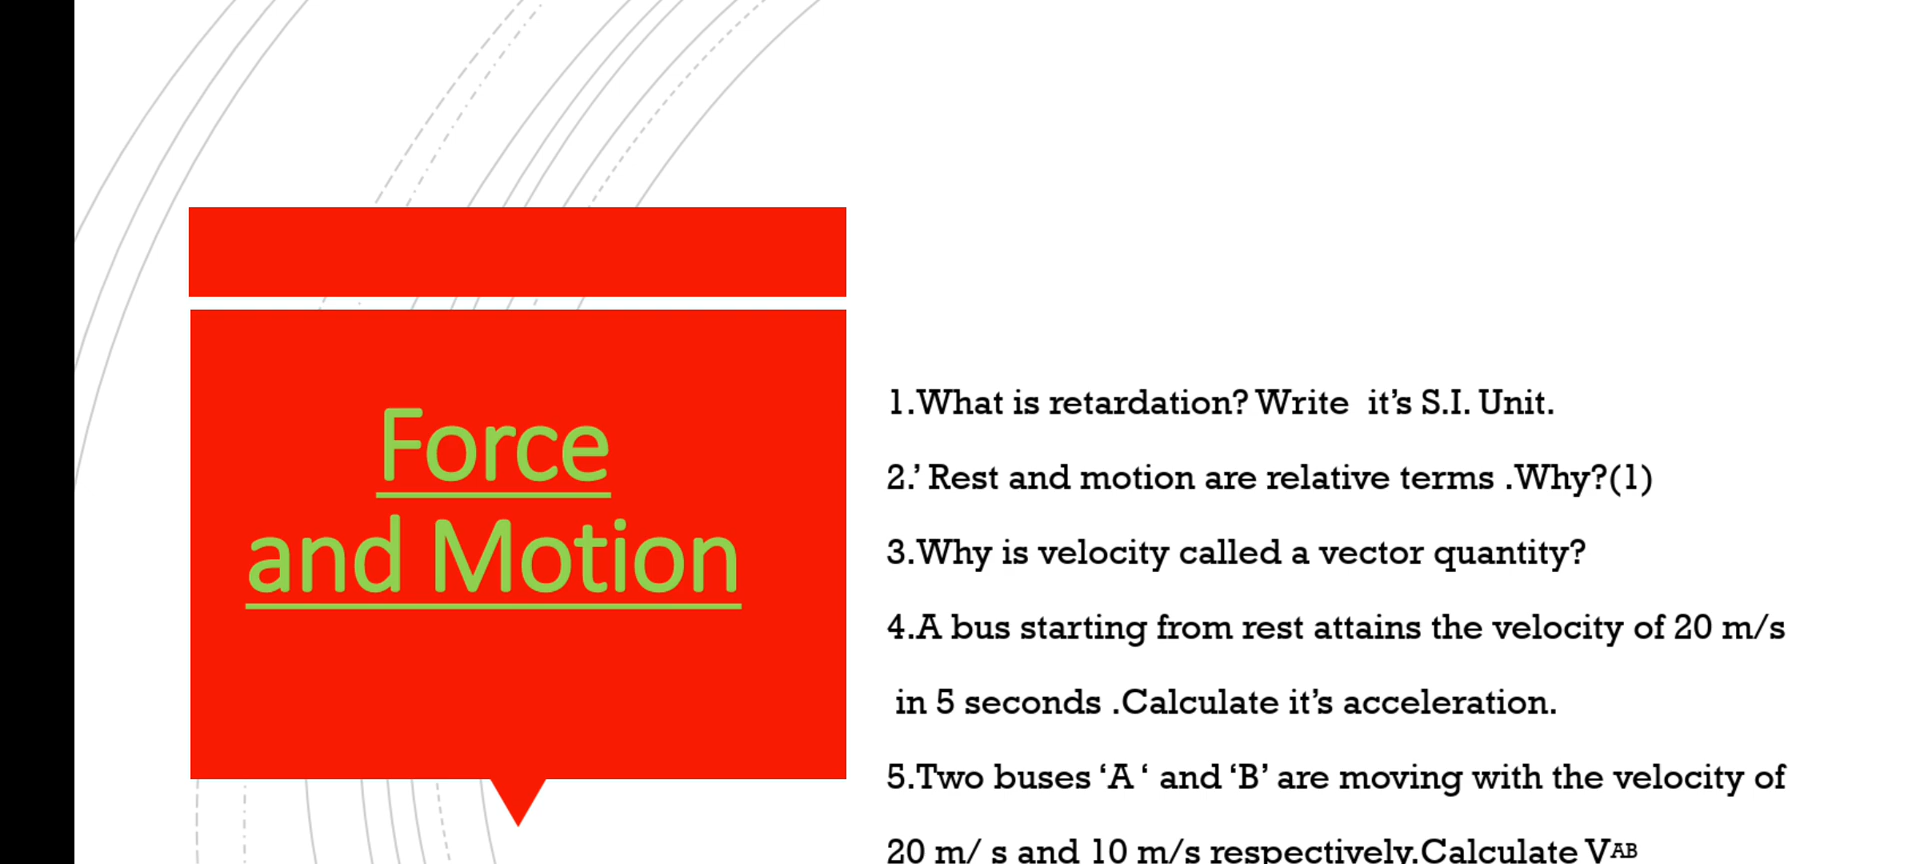 Force
and Motion
1.What is retardation? Write  it’s S.I. Unit.
2.’ Rest and motion are relative terms .Why?(1)
3.Why is velocity called a vector quantity?
4.A bus starting from rest attains the velocity of 20 m/s
in 5 seconds .Calculate it’s acceleration.
5.Two buses ‘A ‘ and ‘B’ are moving with the velocity of
20 m/ s and 10 m/s respectively.Calculate VAB